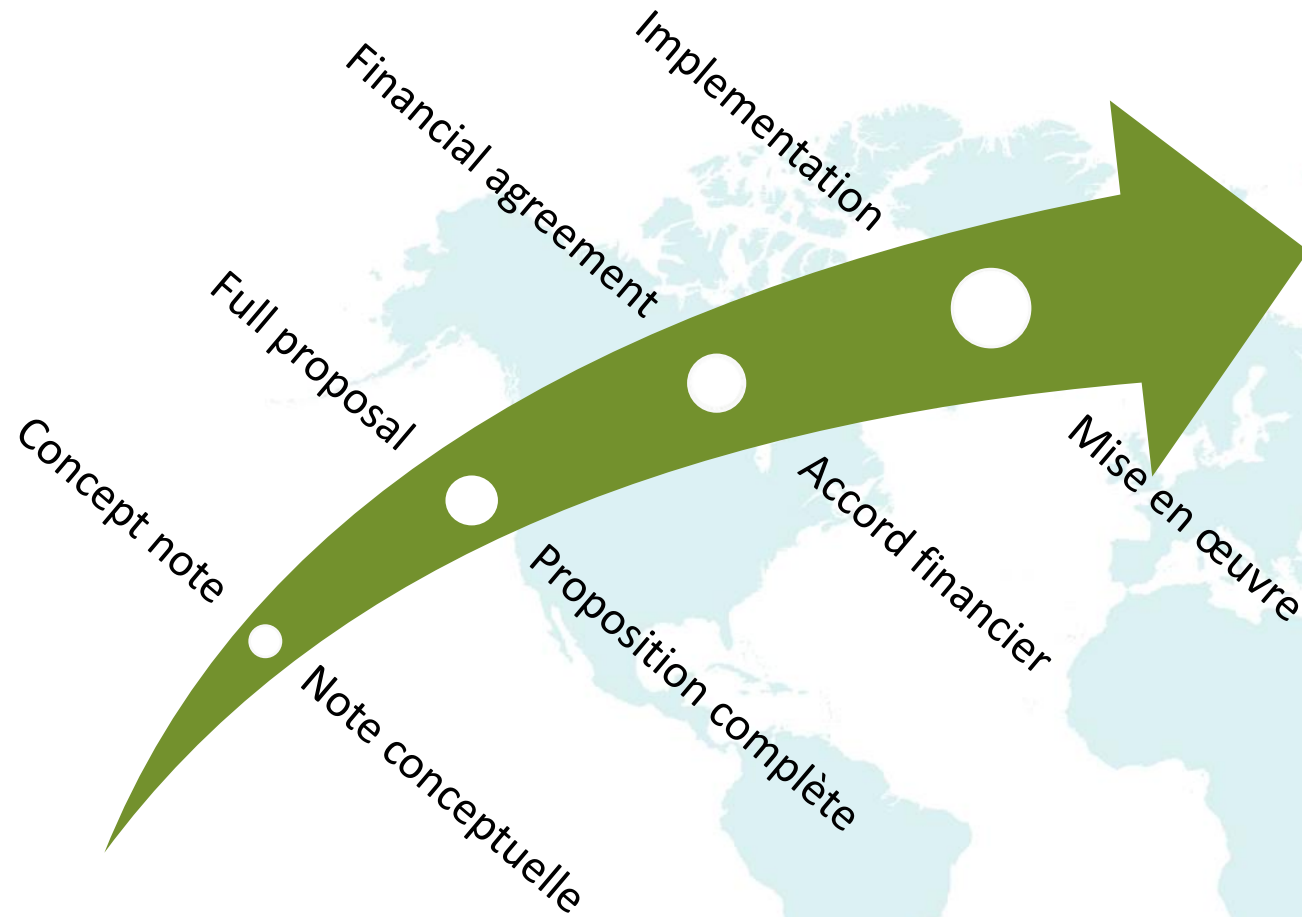 Concept note
Full proposal
Financial agreement
Implementation
Note conceptuelle
Proposition complète
Accord financier
Mise en œuvre